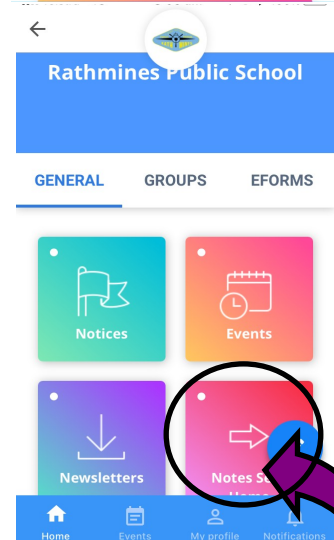 Rathmines Public School
GENERAL GROUPS EFORMS
Notices Events
Newsletters Notes
Home Events My profile Notifications